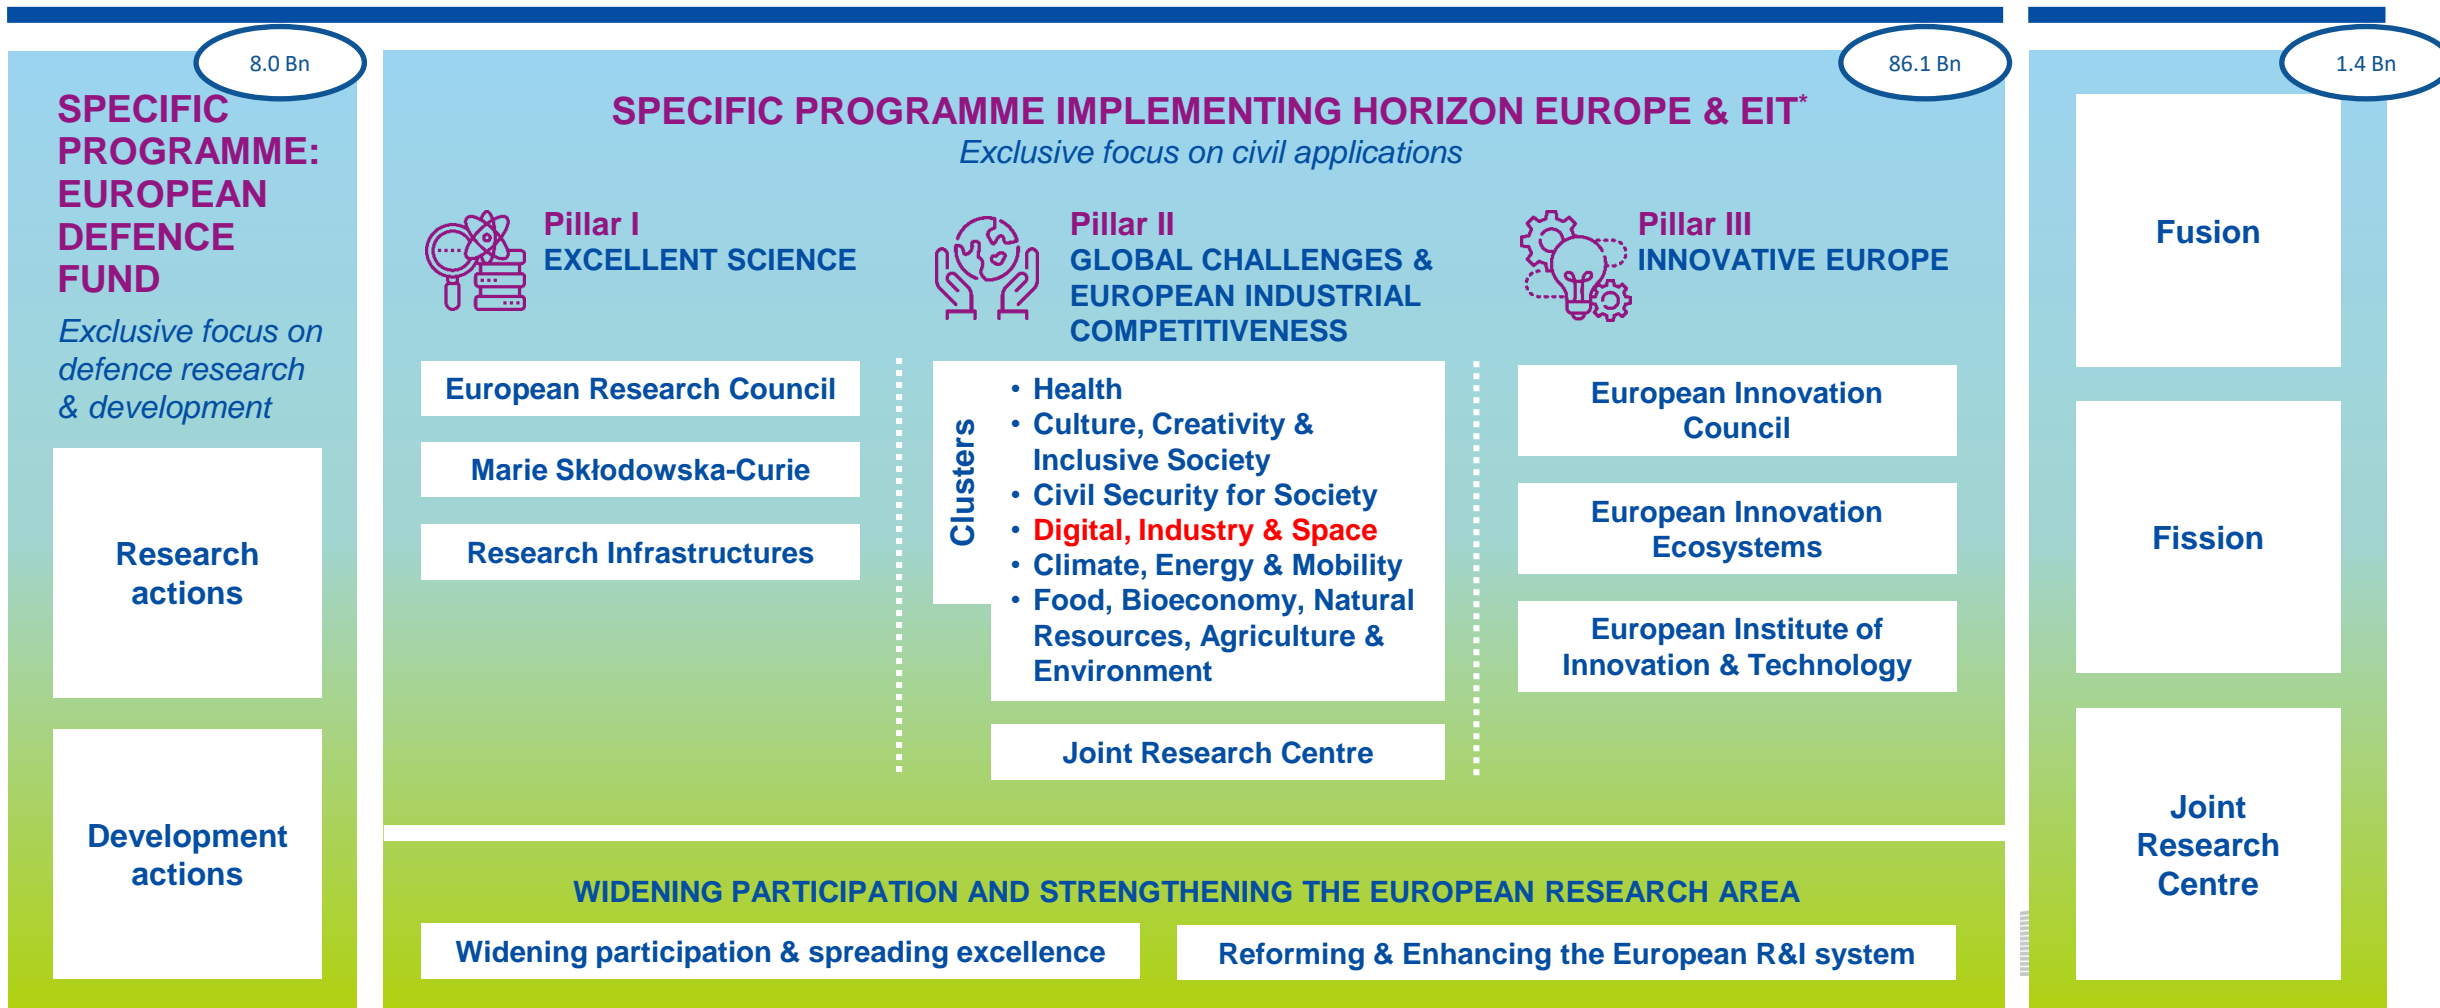 8.0 Bn
SPECIFIC
PROGRAMME:
EUROPEAN
DEFENCE
FUND
Exclusive focus on
defence research
& development
Research
actions
Development
actions
86.1 Bn
SPECIFIC PROGRAMME IMPLEMENTING HORIZON EUROPE & EIT*
Exclusive focus on civil applications
Pillar I
EXCELLENT SCIENCE
European Research Council
Marie Skłodowska-Curie
Research Infrastructures
Pillar II
GLOBAL CHALLENGES &
EUROPEAN INDUSTRIAL
COMPETITIVENESS
Clusters
• Health
• Culture, Creativity &
Inclusive Society
• Civil Security for Society
• Digital, Industry & Space
• Climate, Energy & Mobility
• Food, Bioeconomy, Natural
Resources, Agriculture &
Environment
Joint Research Centre
Pillar III
INNOVATIVE EUROPE
European Innovation
Council
European Innovation
Ecosystems
European Institute of
Innovation & Technology
WIDENING PARTICIPATION AND STRENGTHENING THE EUROPEAN RESEARCH AREA
Widening participation & spreading excellence
Reforming & Enhancing the European R&I system
1.4 Bn
Fusion
Fission
Joint
Research
Centre